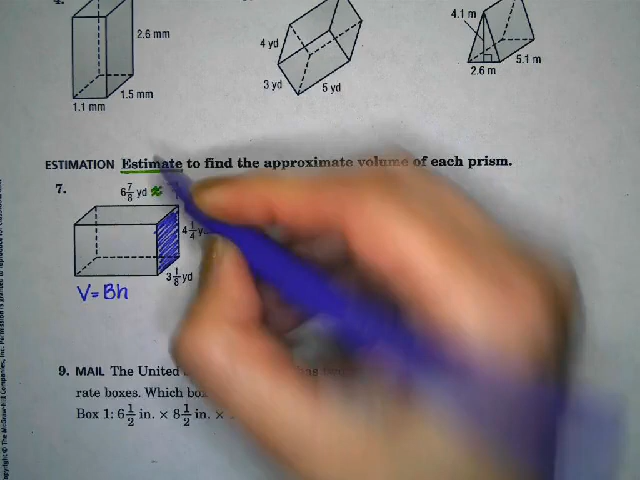 4.1 m
2.6 mm
4 yd
5.1 m
2.6 m
3 yd
5 yd
1.5 mm
1.1 mm
ESTIMATION Estimate to find the approximate volume of each prism.
7.
6 7/8 yd ≈
4 1/4 y
3 1/8 yd
V=Bh
9. MAIL The United
rate boxes. Which box
Box 1: 6 1/2 in. × 8 1/2 in. ×